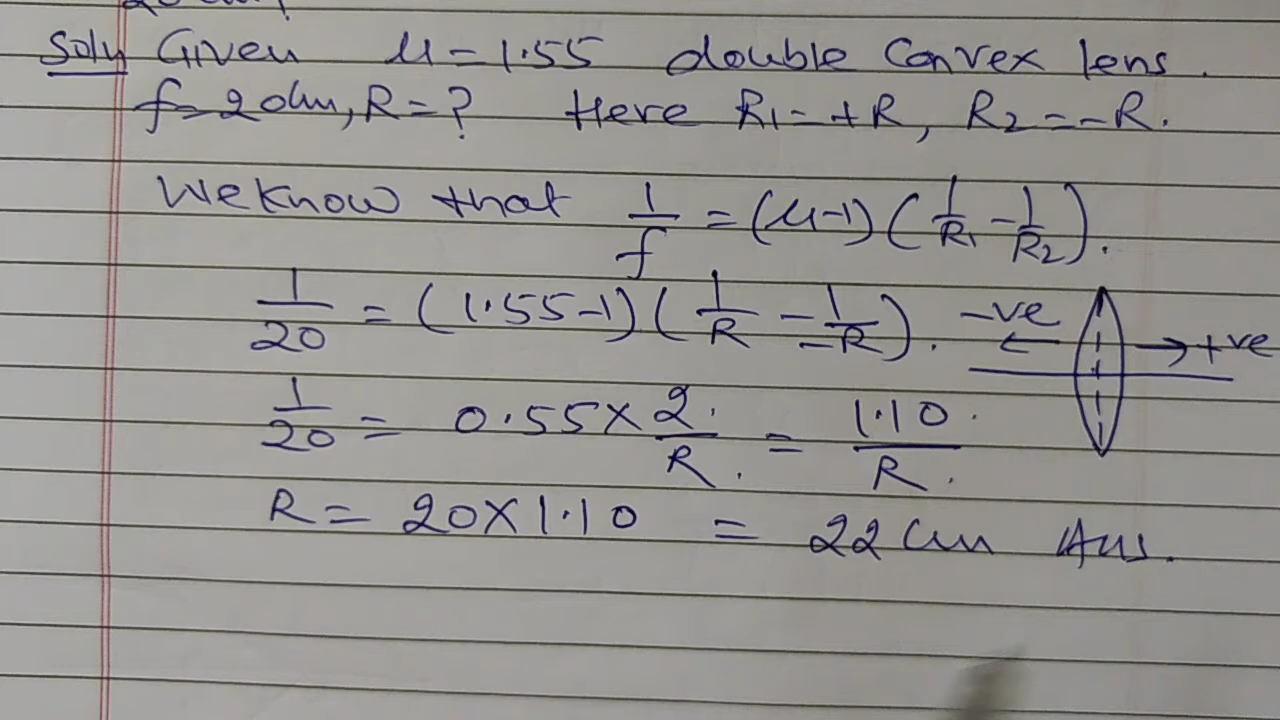 Soln Given μ=1.55 double Convex lens.
f=20cm, R=? Here R₁=+R, R₂=-R.
We know that 1/f = (μ-1) (1/R₁ - 1/R₂).
1/20 = (1.55-1) (1/R - 1/-R). -ve +ve
1/20 = 0.55 × 2/R. = 1.10/R.
R = 20×1.10 = 22 cm Ans.